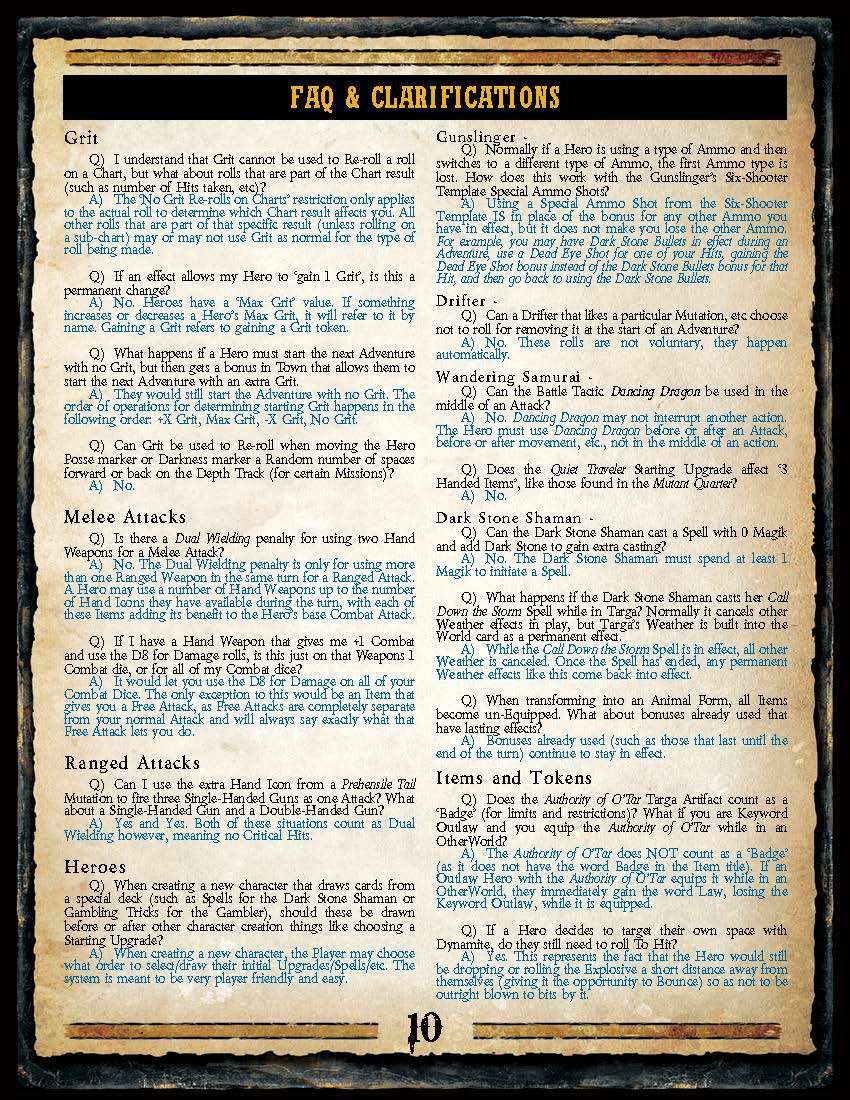 FAQ & CLARIFICATIONS
Grit
Q) I understand that Grit cannot be used to Re-roll a roll
on a Chart, but what about rolls that are part of the Chart result
(such as number of Hits taken, etc)?
A) The 'No Grit Re-rolls on Charts' restriction only applies
to the actual roll to determine which Chart result affects you. All
other rolls that are part of that specific result (unless rolling on
a sub-chart) may or may not use Grit as normal for the type of
roll being made.
Q) If an effect allows my Hero to 'gain 1 Grit', is this a
permanent change?
A) No. Heroes have a 'Max Grit' value. If something
increases or decreases a Hero's Max Grit, it will refer to it by
name. Gaining a Grit refers to gaining a Grit token.
Q) What happens if a Hero must start the next Adventure
with no Grit, but then gets a bonus in Town that allows them to
start the next Adventure with an extra Grit.
A) They would still start the Adventure with no Grit. The
order of operations for determining starting Grit happens in the
following order: +X Grit, Max Grit, -X Grit, No Grit.
Q) Can Grit be used to Re-roll when moving the Hero
Posse marker or Darkness marker a Random number of spaces
forward or back on the Depth Track (for certain Missions)?
A) No.
Melee Attacks
Q) Is there a Dual Wielding penalty for using two Hand
Weapons for a Melee Attack?
A) No. The Dual Wielding penalty is only for using more
than one Ranged Weapon in the same turn for a Ranged Attack.
A Hero may use a number of Hand Weapons up to the number
of Hand Icons they have available during the turn, with each of
these Items adding its benefit to the Hero's base Combat Attack.
Q) If I have a Hand Weapon that gives me +1 Combat
and use the D8 for Damage rolls, is this just on that Weapons 1
Combat die, or for all of my Combat dice?
A) It would let you use the D8 for Damage on all of your
Combat Dice. The only exception to this would be an Item that
gives you a Free Attack, as Free Attacks are completely separate
from your normal Attack and will always say exactly what that
Free Attack lets you do.
Ranged Attacks
Q) Can I use the extra Hand Icon from a Prehensile Tail
Mutation to fire three Single-Handed Guns as one Attack? What
about a Single-Handed Gun and a Double-Handed Gun?
A) Yes and Yes. Both of these situations count as Dual
Wielding however, meaning no Critical Hits.
Heroes
Q) When creating a new character that draws cards from
a special deck (such as Spells for the Dark Stone Shaman or
Gambling Tricks for the Gambler), should these be drawn
before or after other character creation things like choosing a
Starting Upgrade?
A) When creating a new character, the Player may choose
what order to select/draw their initial Upgrades/Spells/etc. The
system is meant to be very player friendly and easy.
Gunslinger -
Q) Normally if a Hero is using a type of Ammo and then
switches to a different type of Ammo, the first Ammo type is
lost. How does this work with the Gunslinger's Six-Shooter
Template Special Ammo Shots?
A) Using a Special Ammo Shot from the Six-Shooter
Template IS in place of the bonus for any other Ammo you
have in effect, but it does not make you lose the other Ammo.
For example, you may have Dark Stone Bullets in effect during an
Adventure, use a Dead Eye Shot for one of your Hits, gaining the
Dead Eye Shot bonus instead of the Dark Stone Bullets bonus for that
Hit, and then go back to using the Dark Stone Bullets.
Drifter -
Q) Can a Drifter that likes a particular Mutation, etc choose
not to roll for removing it at the start of an Adventure?
A) No. These rolls are not voluntary, they happen
automatically.
Wandering Samurai -
Q) Can the Battle Tactic Dancing Dragon be used in the
middle of an Attack?
A) No. Dancing Dragon may not interrupt another action.
The Hero must use Dancing Dragon before or after an Attack,
before or after movement, etc., not in the middle of an action.
Q) Does the Quiet Traveler Starting Upgrade affect '3
Handed Items', like those found in the Mutant Quarter?
A) No.
Dark Stone Shaman -
Q) Can the Dark Stone Shaman cast a Spell with 0 Magik
and add Dark Stone to gain extra casting?
A) No. The Dark Stone Shaman must spend at least 1
Magik to initiate a Spell.
Q) What happens if the Dark Stone Shaman casts her Call
Down the Storm Spell while in Targa? Normally it cancels other
Weather effects in play, but Targa's Weather is built into the
World card as a permanent effect.
A) While the Call Down the Storm Spell is in effect, all other
Weather is canceled. Once the Spell has ended, any permanent
Weather effects like this come back into effect.
Q) When transforming into an Animal Form, all Items
become un-Equipped. What about bonuses already used that
have lasting effects?
A) Bonuses already used (such as those that last until the
end of the turn) continue to stay in effect.
Items and Tokens
Q) Does the Authority of O'Tar Targa Artifact count as a
'Badge' (for limits and restrictions)? What if you are Keyword
Outlaw and you equip the Authority of O'Tar while in an
OtherWorld?
A) The Authority of O'Tar does NOT count as a 'Badge'
(as it does not have the word Badge in the Item title). If an
Outlaw Hero with the Authority of O'Tar equips it while in an
OtherWorld, they immediately gain the word Law, losing the
Keyword Outlaw, while it is equipped.
Q) If a Hero decides to target their own space with
Dynamite, do they still need to roll To Hit?
A) Yes. This represents the fact that the Hero would still
be dropping or rolling the Explosive a short distance away from
themselves (giving it the opportunity to Bounce) so as not to be
outright blown to bits by it.
10